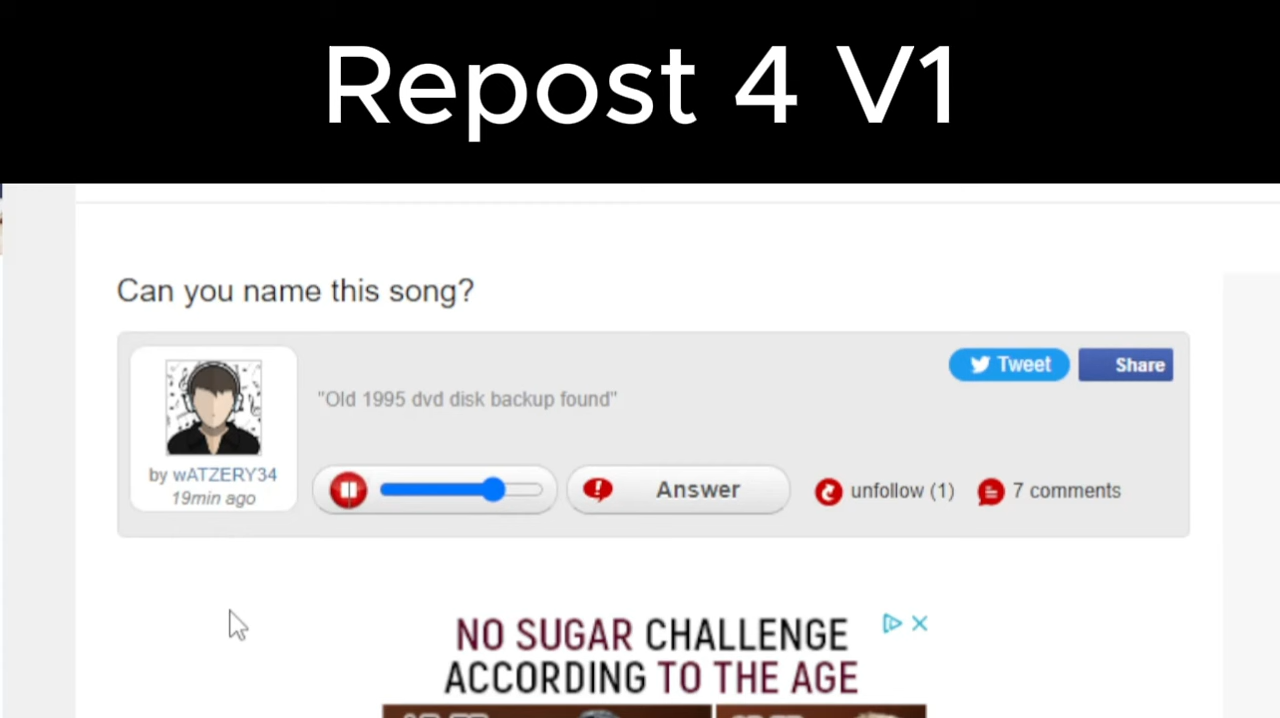 Repost 4 V1
Can you name this song?
Tweet
Share
"Old 1995 dvd disk backup found"
by wATZERY34
19min ago
Answer
unfollow (1)
7 comments
NO SUGAR CHALLENGE
ACCORDING TO THE AGE